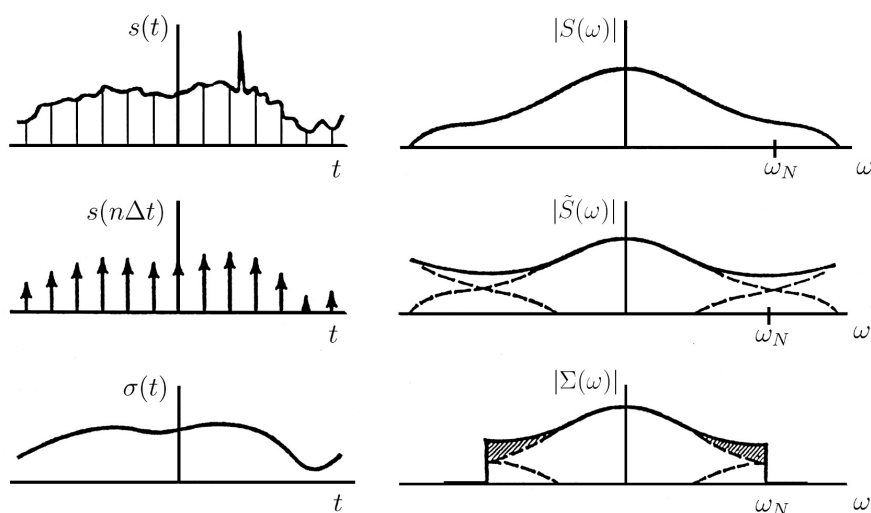 s(t)
t
|S(ω)|
ω_N
ω
s(nΔt)
t
|S̃(ω)|
ω_N
ω
σ(t)
t
|Σ(ω)|
ω_N
ω